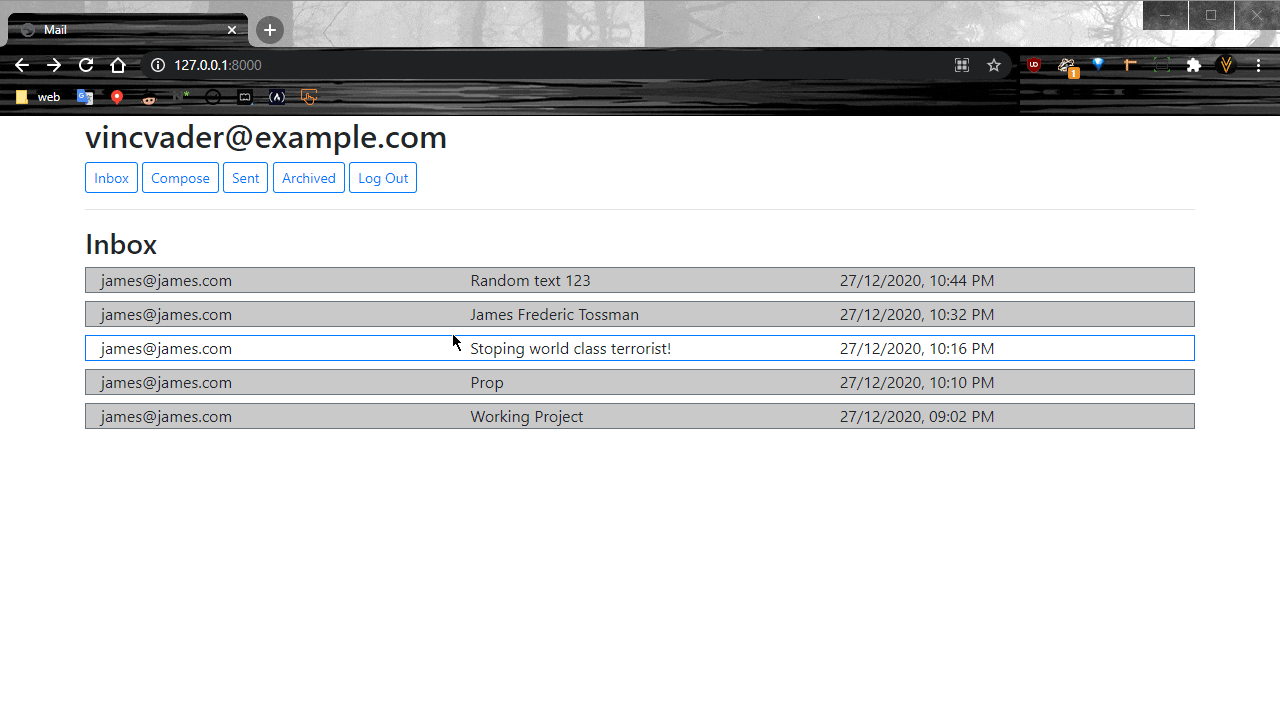 Mail
127.0.0.1:8000
1
web
vincvader@example.com
Inbox Compose Sent Archived Log Out
Inbox
james@james.com Random text 123 27/12/2020, 10:44 PM
james@james.com James Frederic Tossman 27/12/2020, 10:32 PM
james@james.com Stoping world class terrorist! 27/12/2020, 10:16 PM
james@james.com Prop 27/12/2020, 10:10 PM
james@james.com Working Project 27/12/2020, 09:02 PM